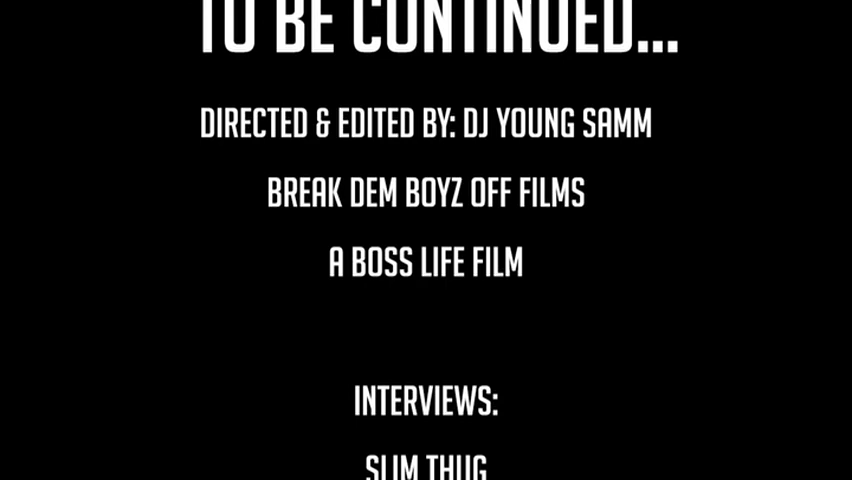 TO BE CONTINUED...
DIRECTED & EDITED BY: DJ YOUNG SAMM
BREAK DEM BOYZ OFF FILMS
A BOSS LIFE FILM
INTERVIEWS:
SLIM THUG